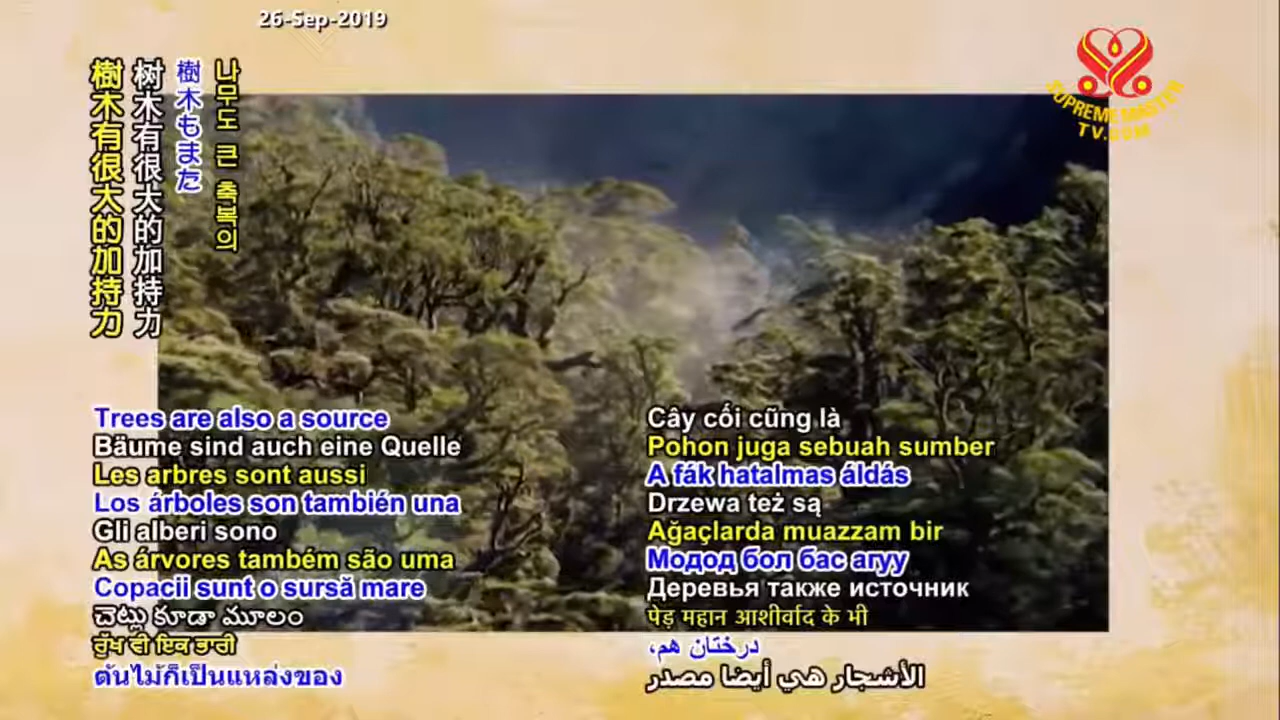 26-Sep-2019
SUPREME MASTER
TV.COM
樹木有很大的加持力
树木有很大的加持力
樹木もまた
나무도 큰 축복의
Trees are also a source
Bäume sind auch eine Quelle
Les arbres sont aussi
Los árboles son también una
Gli alberi sono
As árvores também são uma
Copacii sunt o sursă mare
చెట్లు కూడా మూలం
ਰੁੱਖ ਵੀ ਇਕ ਭਾਰੀ
ต้นไม้ก็เป็นแหล่งของ
Cây cối cũng là
Pohon juga sebuah sumber
A fák hatalmas áldás
Drzewa też są
Ağaçlarda muazzam bir
Модод бол бас агуу
Деревья также источник
पेड़ महान आशीर्वाद के भी
درختان هم،
الأشجار هي أيضا مصدر